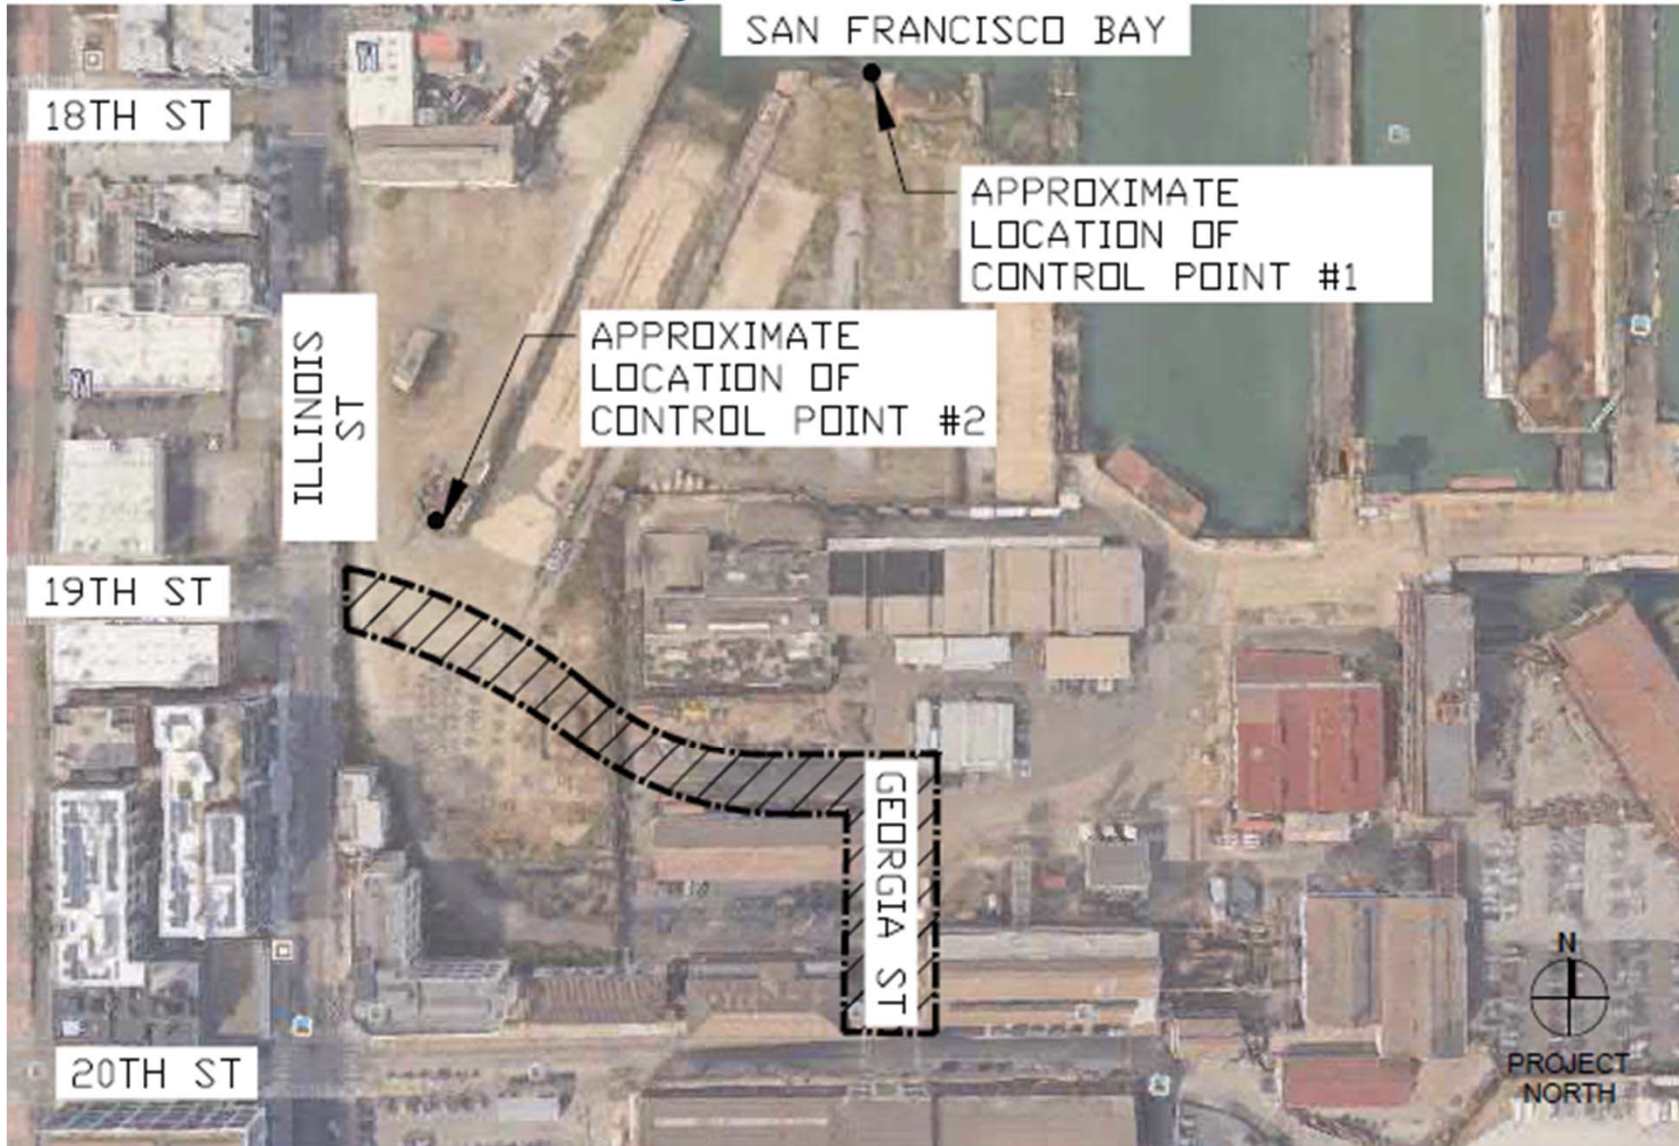 SAN FRANCISCO BAY
18TH ST
APPROXIMATE
LOCATION OF
CONTROL POINT #1
APPROXIMATE
LOCATION OF
CONTROL POINT #2
ILLINOIS
ST
19TH ST
GEORGIA ST
20TH ST
N
PROJECT
NORTH